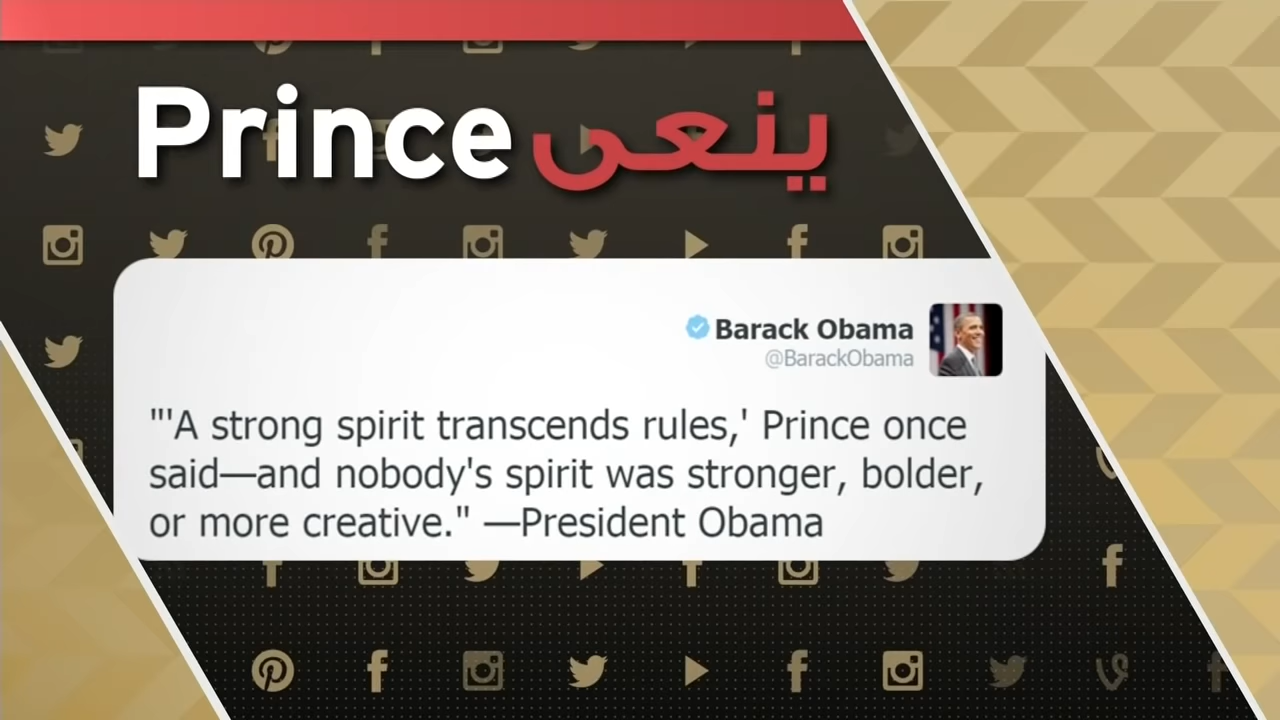 ينعى Prince
Barack Obama
@BarackObama
"'A strong spirit transcends rules,' Prince once
said—and nobody's spirit was stronger, bolder,
or more creative." —President Obama